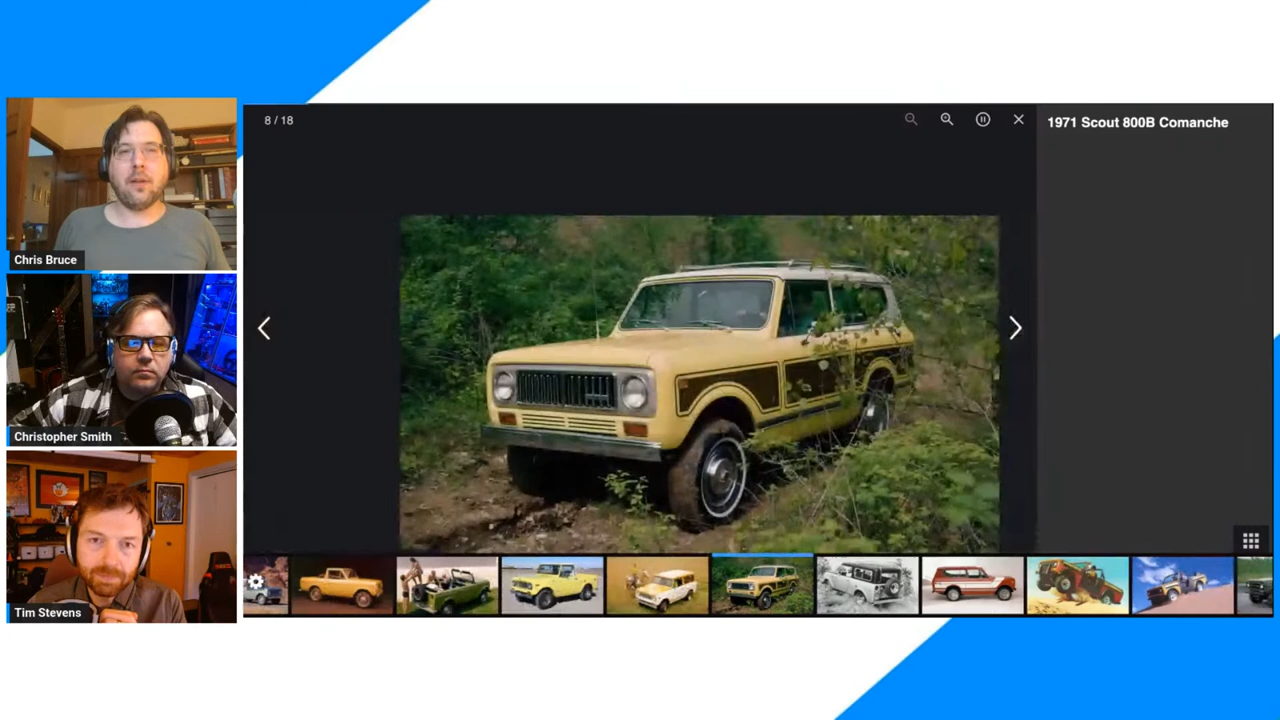 8 / 18
1971 Scout 800B Comanche
Chris Bruce
Christopher Smith
Tim Stevens